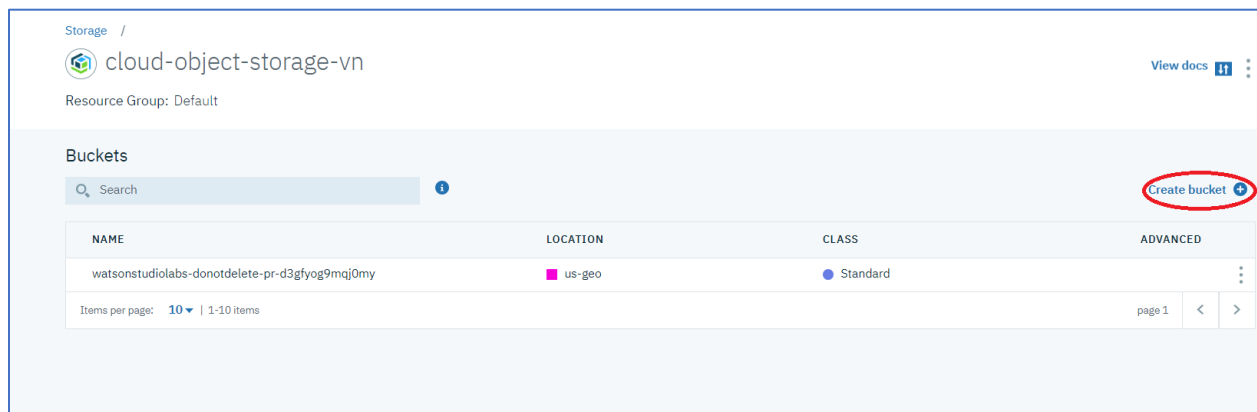 Storage /
cloud-object-storage-vn
View docs
Resource Group: Default
Buckets
Search
Create bucket
NAME LOCATION CLASS ADVANCED
watsonstudiolabs-donotdelete-pr-d3gfyog9mqj0my us-geo Standard
Items per page: 10 | 1-10 items page 1 < >